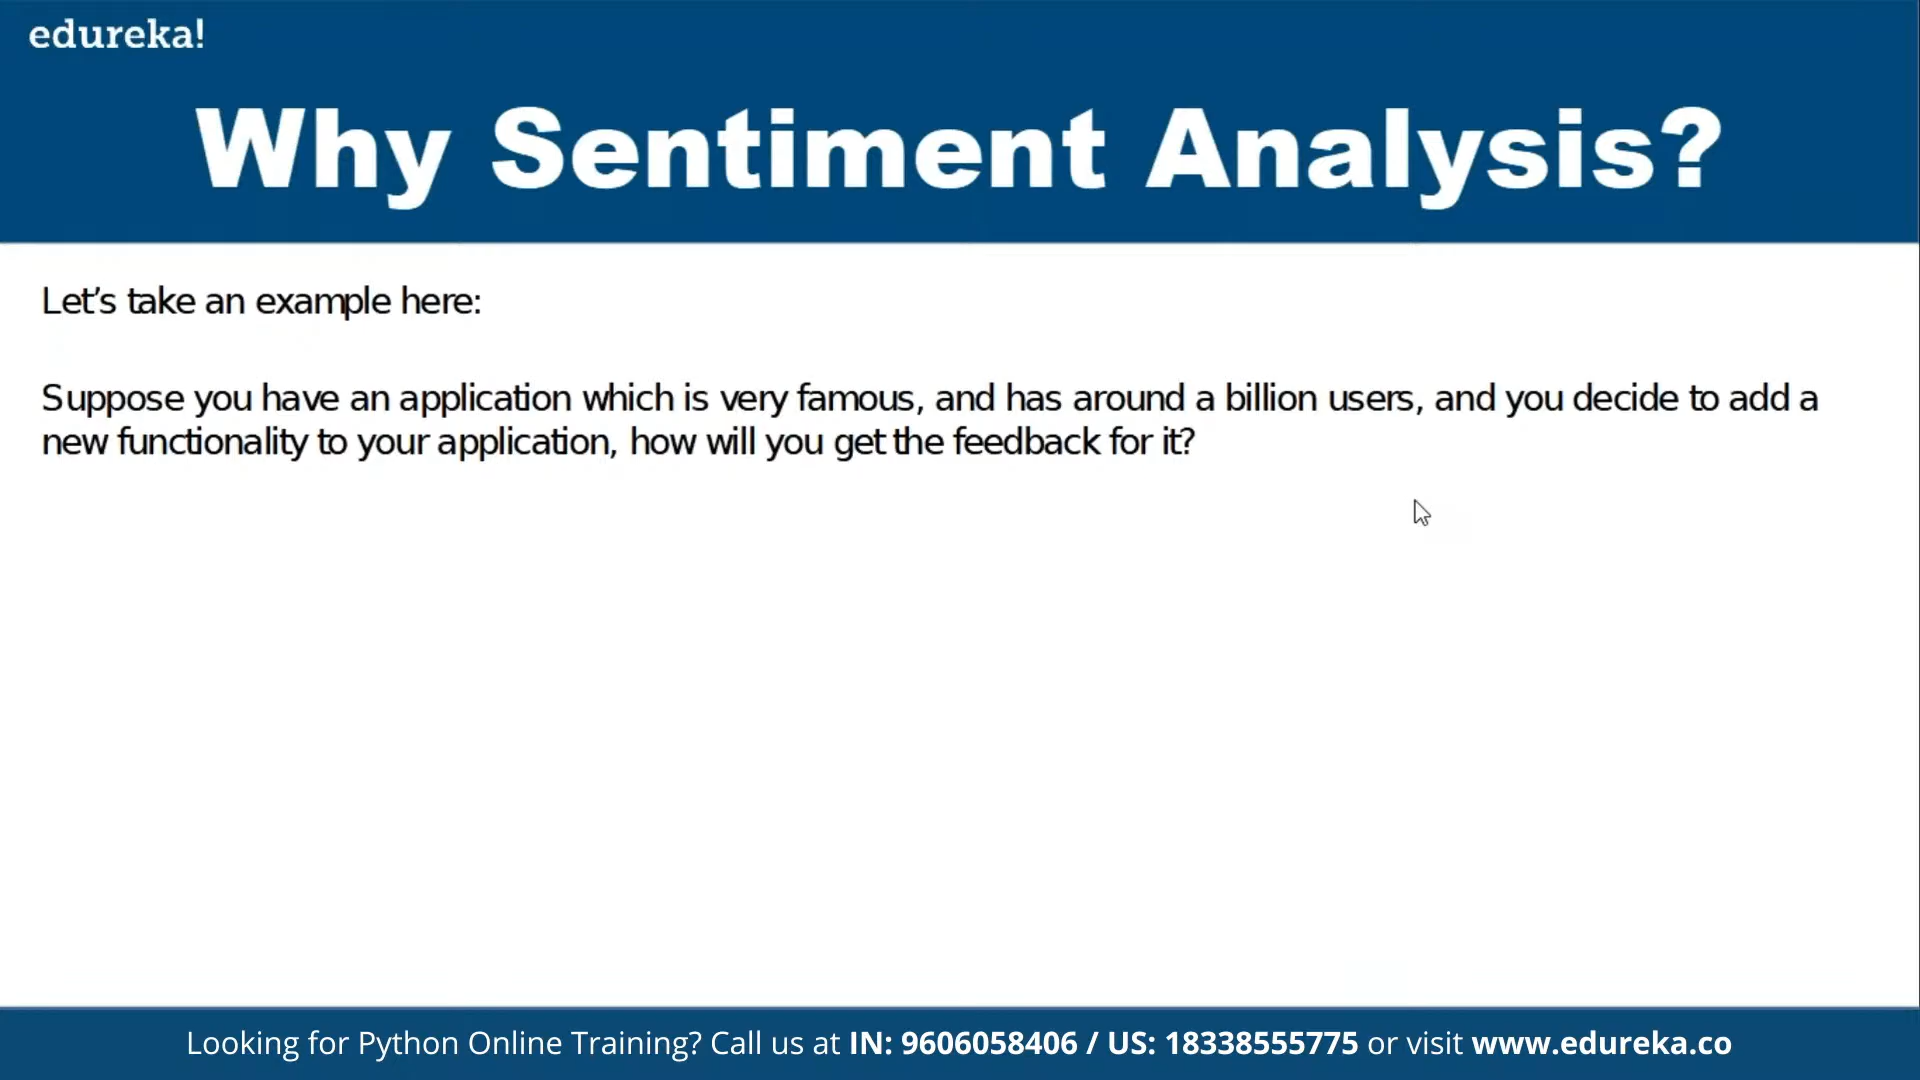 edureka!
Why Sentiment Analysis?
Let’s take an example here:
Suppose you have an application which is very famous, and has around a billion users, and you decide to add a
new functionality to your application, how will you get the feedback for it?
Looking for Python Online Training? Call us at IN: 9606058406 / US: 18338555775 or visit www.edureka.co